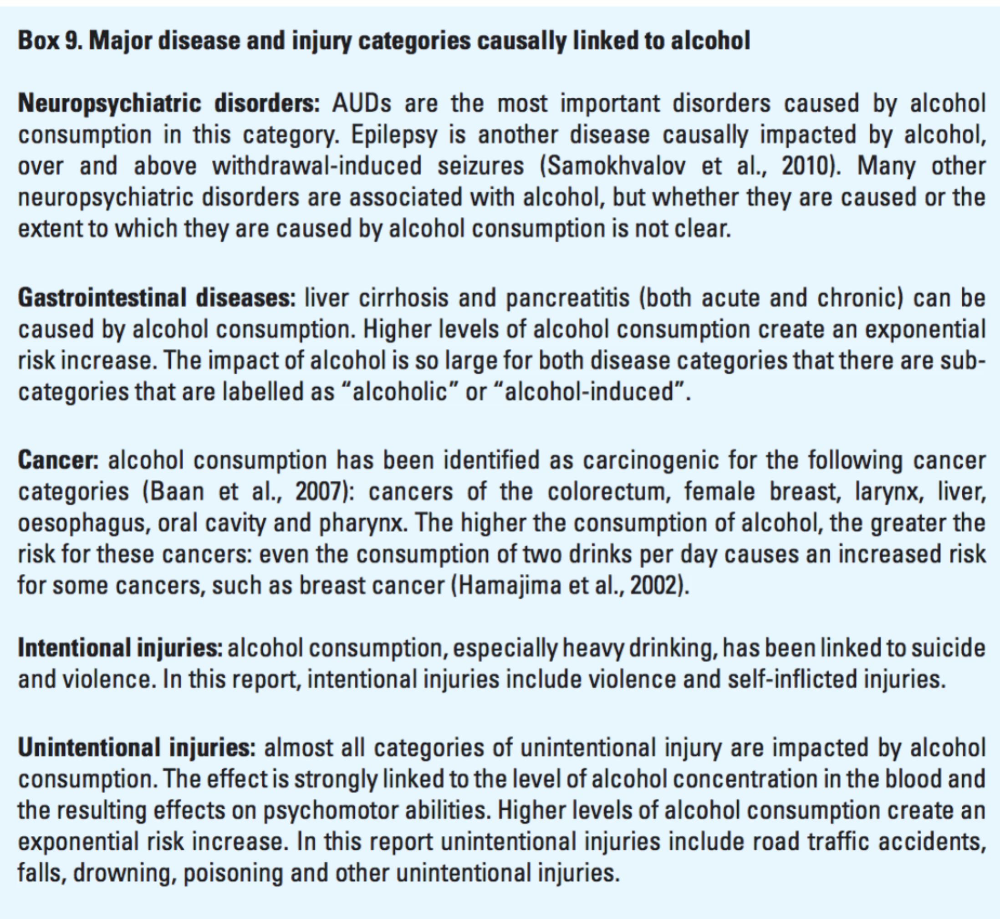 Box 9. Major disease and injury categories causally linked to alcohol
Neuropsychiatric disorders: AUDs are the most important disorders caused by alcohol
consumption in this category. Epilepsy is another disease causally impacted by alcohol,
over and above withdrawal-induced seizures (Samokhvalov et al., 2010). Many other
neuropsychiatric disorders are associated with alcohol, but whether they are caused or the
extent to which they are caused by alcohol consumption is not clear.
Gastrointestinal diseases: liver cirrhosis and pancreatitis (both acute and chronic) can be
caused by alcohol consumption. Higher levels of alcohol consumption create an exponential
risk increase. The impact of alcohol is so large for both disease categories that there are sub-
categories that are labelled as “alcoholic” or “alcohol-induced”.
Cancer: alcohol consumption has been identified as carcinogenic for the following cancer
categories (Baan et al., 2007): cancers of the colorectum, female breast, larynx, liver,
oesophagus, oral cavity and pharynx. The higher the consumption of alcohol, the greater the
risk for these cancers: even the consumption of two drinks per day causes an increased risk
for some cancers, such as breast cancer (Hamajima et al., 2002).
Intentional injuries: alcohol consumption, especially heavy drinking, has been linked to suicide
and violence. In this report, intentional injuries include violence and self-inflicted injuries.
Unintentional injuries: almost all categories of unintentional injury are impacted by alcohol
consumption. The effect is strongly linked to the level of alcohol concentration in the blood and
the resulting effects on psychomotor abilities. Higher levels of alcohol consumption create an
exponential risk increase. In this report unintentional injuries include road traffic accidents,
falls, drowning, poisoning and other unintentional injuries.